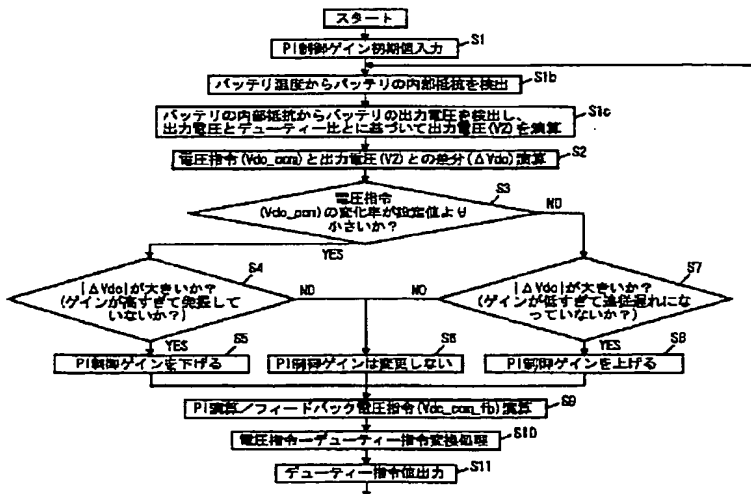 スタート
PI制御ゲイン初期値入力
S1
バッテリ温度からバッテリの内部抵抗を検出
S1b
バッテリの内部抵抗からバッテリの出力電圧を検出し、
出力電圧とデューティー比とに基づいて出力電圧(V2)を演算
S1c
電圧指令(Vdc_com)と出力電圧(V2)との差分(ΔVdc)演算
S2
電圧指令
(Vdc_com)の変化率が設定値より
小さいか?
S3
NO
YES
|ΔVdc|が大きいか?
(ゲインが高すぎて発振して
いないか?)
S4
NO
NO
|ΔVdc|が大きいか?
(ゲインが低すぎて追従遅れにな
っていないか?)
S7
YES
S5
S6
YES
S8
PI制御ゲインを下げる
PI制御ゲインは変更しない
PI制御ゲインを上げる
PI演算/フィードバック電圧指令(Vdc_com_fb)演算
S9
電圧指令ーデューティー指令変換処理
S10
デューティー指令値出力
S11